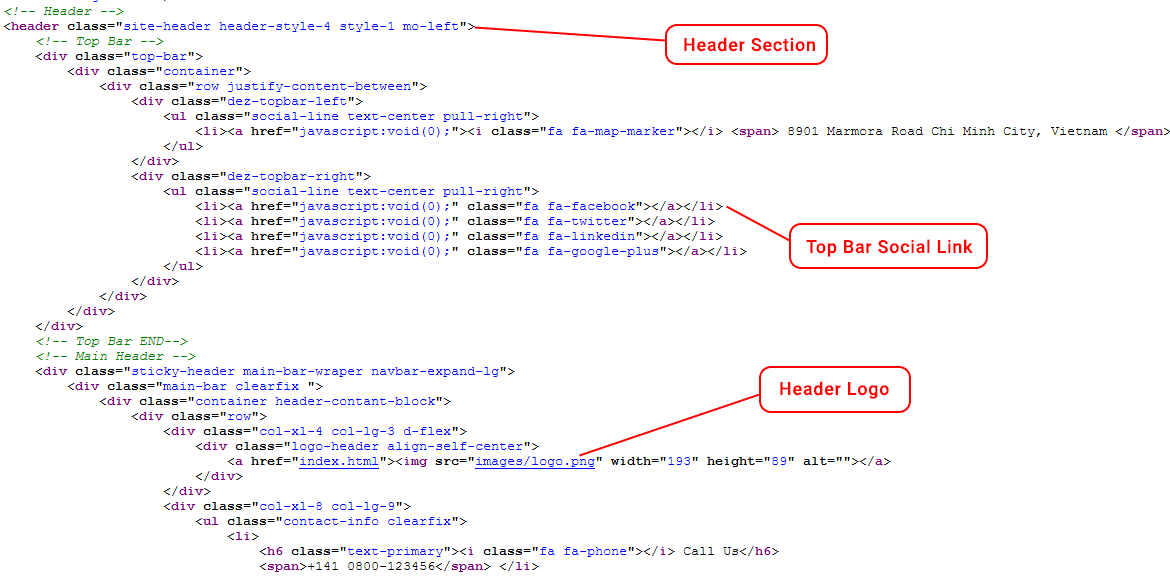 <!-- Header -->
<header class="site-header header-style-4 style-1 mo-left">
Header Section
<!-- Top Bar -->
<div class="top-bar">
<div class="container">
<div class="row justify-content-between">
<div class="dez-topbar-left">
<ul class="social-line text-center pull-right">
<li><a href="javascript:void(0);"><i class="fa fa-map-marker"></i> <span> 8901 Marmora Road Chi Minh City, Vietnam </span>
</ul>
</div>
<div class="dez-topbar-right">
<ul class="social-line text-center pull-right">
<li><a href="javascript:void(0);" class="fa fa-facebook"></a></li>
<li><a href="javascript:void(0);" class="fa fa-twitter"></a></li>
<li><a href="javascript:void(0);" class="fa fa-linkedin"></a></li>
<li><a href="javascript:void(0);" class="fa fa-google-plus"></a></li>
Top Bar Social Link
</ul>
</div>
</div>
</div>
</div>
<!-- Top Bar END-->
<!-- Main Header -->
<div class="sticky-header main-bar-wraper navbar-expand-lg">
<div class="main-bar clearfix ">
Header Logo
<div class="container header-contant-block">
<div class="row">
<div class="col-xl-4 col-lg-3 d-flex">
<div class="logo-header align-self-center">
<a href="index.html"><img src="images/logo.png" width="193" height="89" alt=""></a>
</div>
</div>
<div class="col-xl-8 col-lg-9">
<ul class="contact-info clearfix">
<li>
<h6 class="text-primary"><i class="fa fa-phone"></i> Call Us</h6>
<span>+141 0800-123456</span> </li>